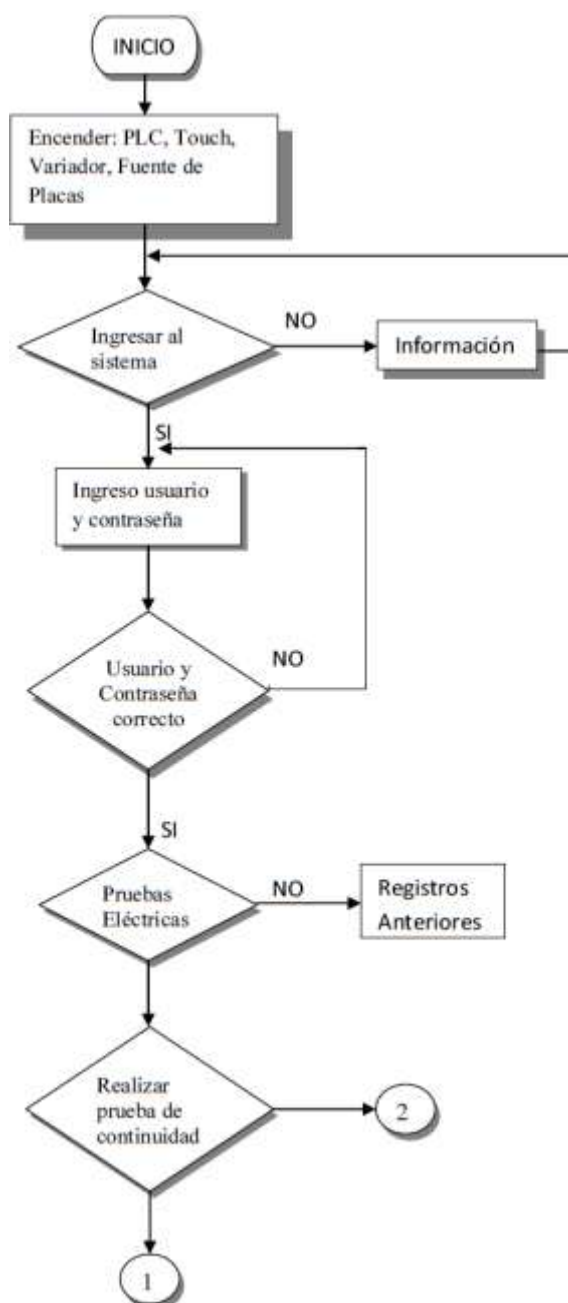 INICIO
Encender: PLC, Touch,
Variador, Fuente de
Placas
Ingresar al
sistema
NO
Información
SI
Ingreso usuario
y contraseña
Usuario y
Contraseña
correcto
NO
SI
Pruebas
Eléctricas
NO
Registros
Anteriores
Realizar
prueba de
continuidad
2
1